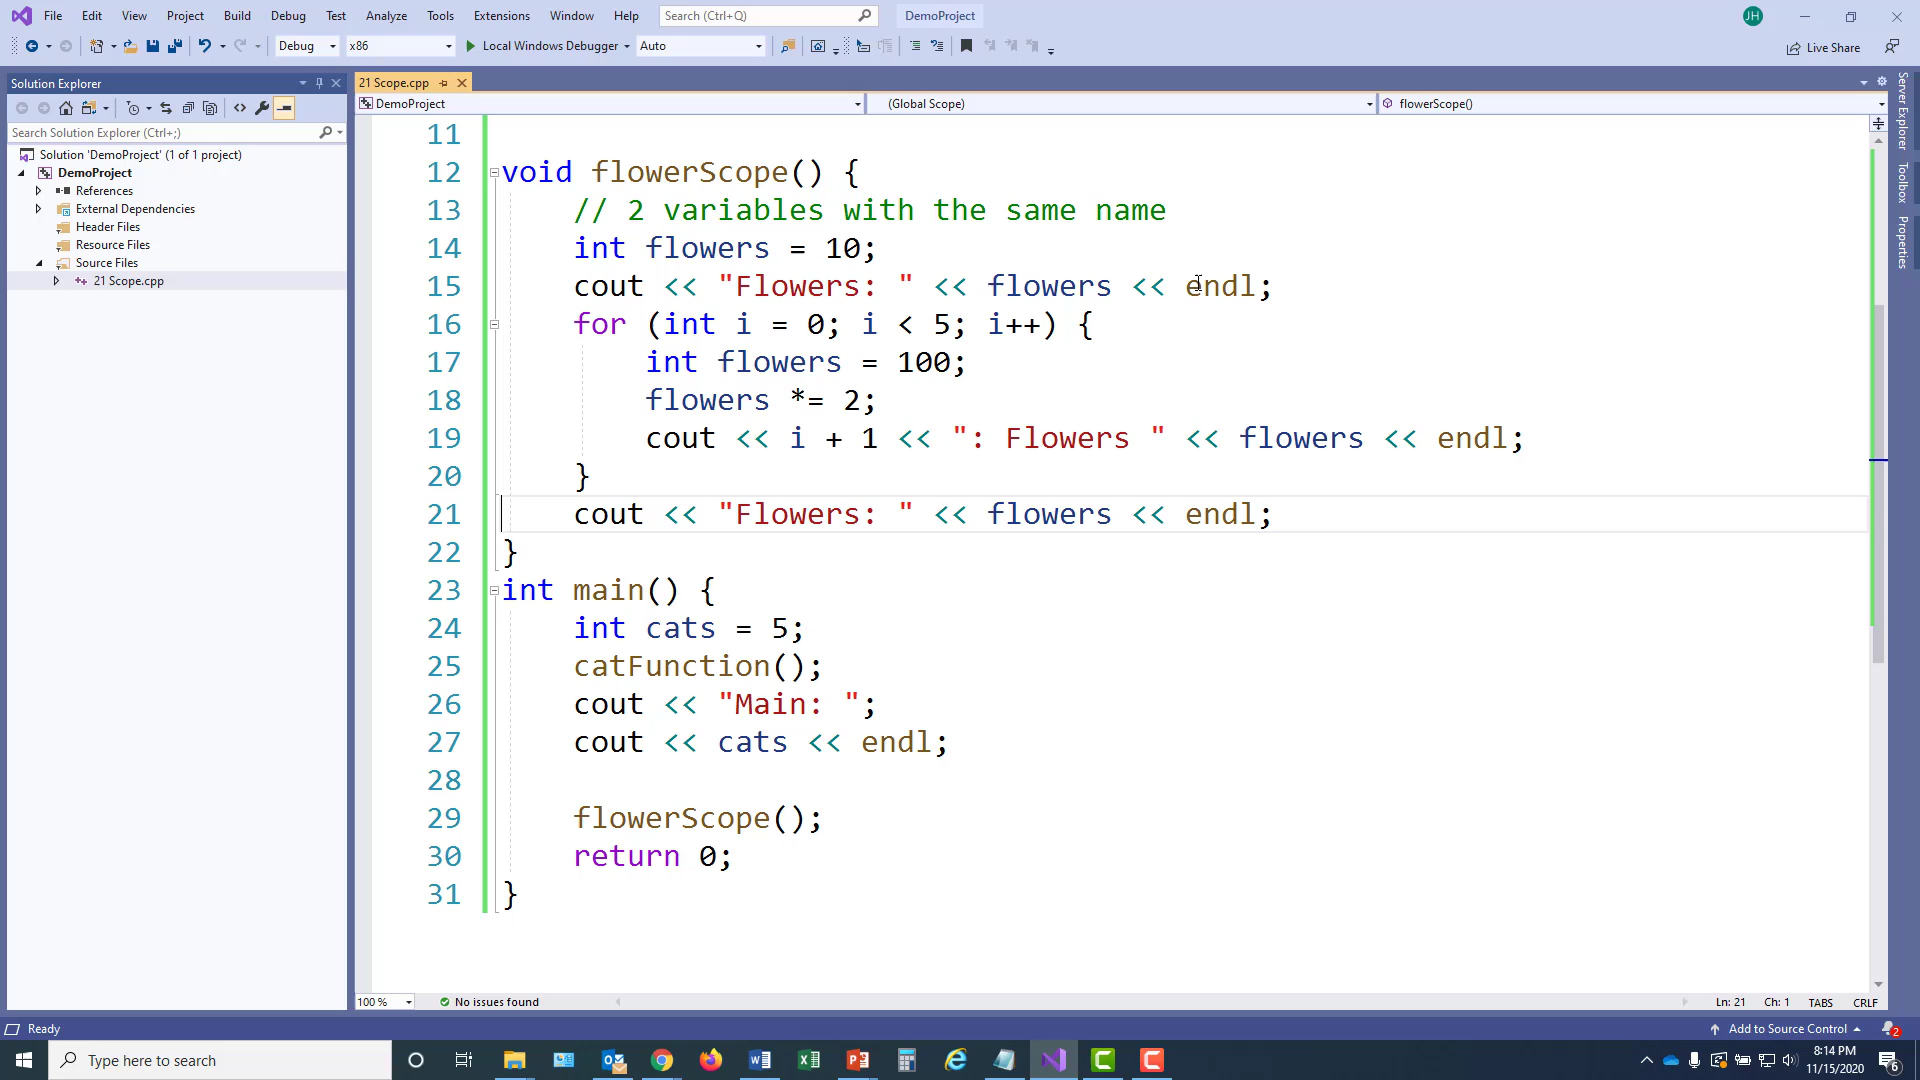 File Edit View Project Build Debug Test Analyze Tools Extensions Window Help Search (Ctrl+Q) DemoProject JH
Debug x86 Local Windows Debugger Auto Live Share
Solution Explorer
Search Solution Explorer (Ctrl+;)
Solution 'DemoProject' (1 of 1 project)
DemoProject
References
External Dependencies
Header Files
Resource Files
Source Files
21 Scope.cpp
21 Scope.cpp
DemoProject (Global Scope) flowerScope()
11
12 void flowerScope() {
13 // 2 variables with the same name
14 int flowers = 10;
15 cout << "Flowers: " << flowers << endl;
16 for (int i = 0; i < 5; i++) {
17 int flowers = 100;
18 flowers *= 2;
19 cout << i + 1 << ": Flowers " << flowers << endl;
20 }
21 cout << "Flowers: " << flowers << endl;
22 }
23 int main() {
24 int cats = 5;
25 catFunction();
26 cout << "Main: ";
27 cout << cats << endl;
28
29 flowerScope();
30 return 0;
31 }
Server Explorer
Toolbox
Properties
100 % No issues found Ln: 21 Ch: 1 TABS CRLF
Ready Add to Source Control 2
Type here to search 8:14 PM
11/15/2020 6